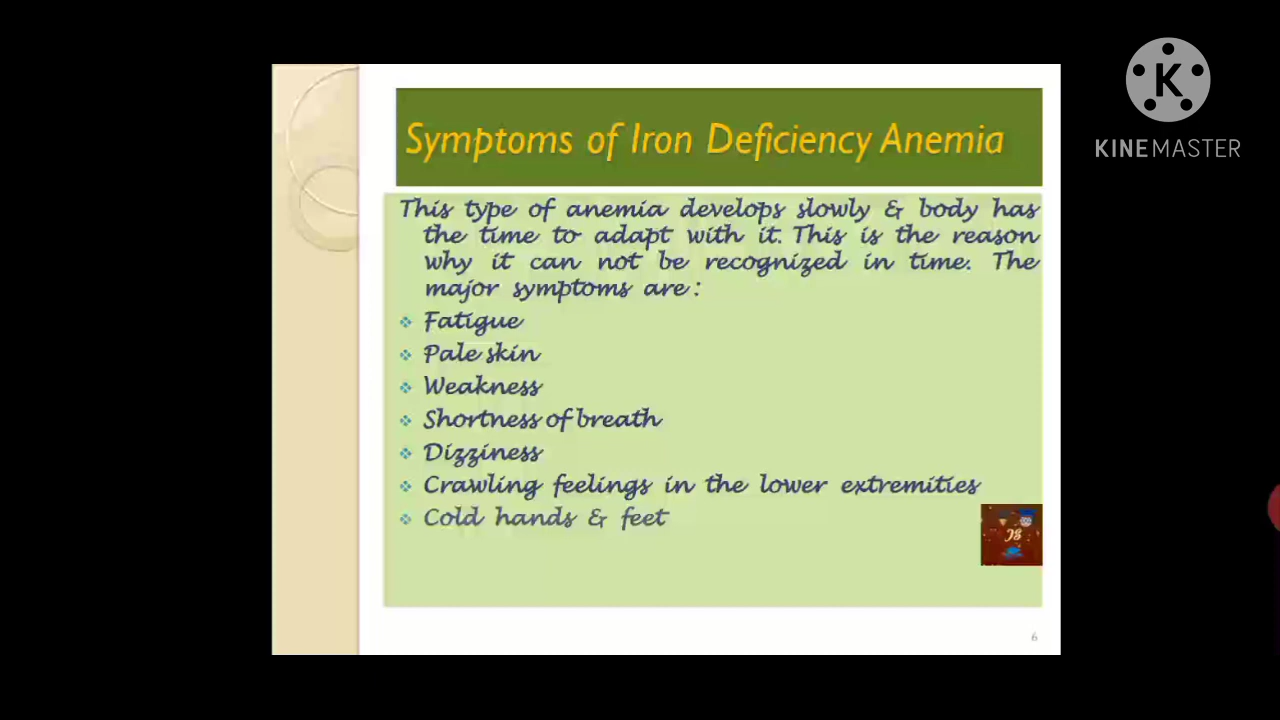 K
KINEMASTER
Symptoms of Iron Deficiency Anemia
This type of anemia develops slowly & body has
the time to adapt with it. This is the reason
why it can not be recognized in time. The
major symptoms are :
Fatigue
Pale skin
Weakness
Shortness of breath
Dizziness
Crawling feelings in the lower extremities
Cold hands & feet
JS
6